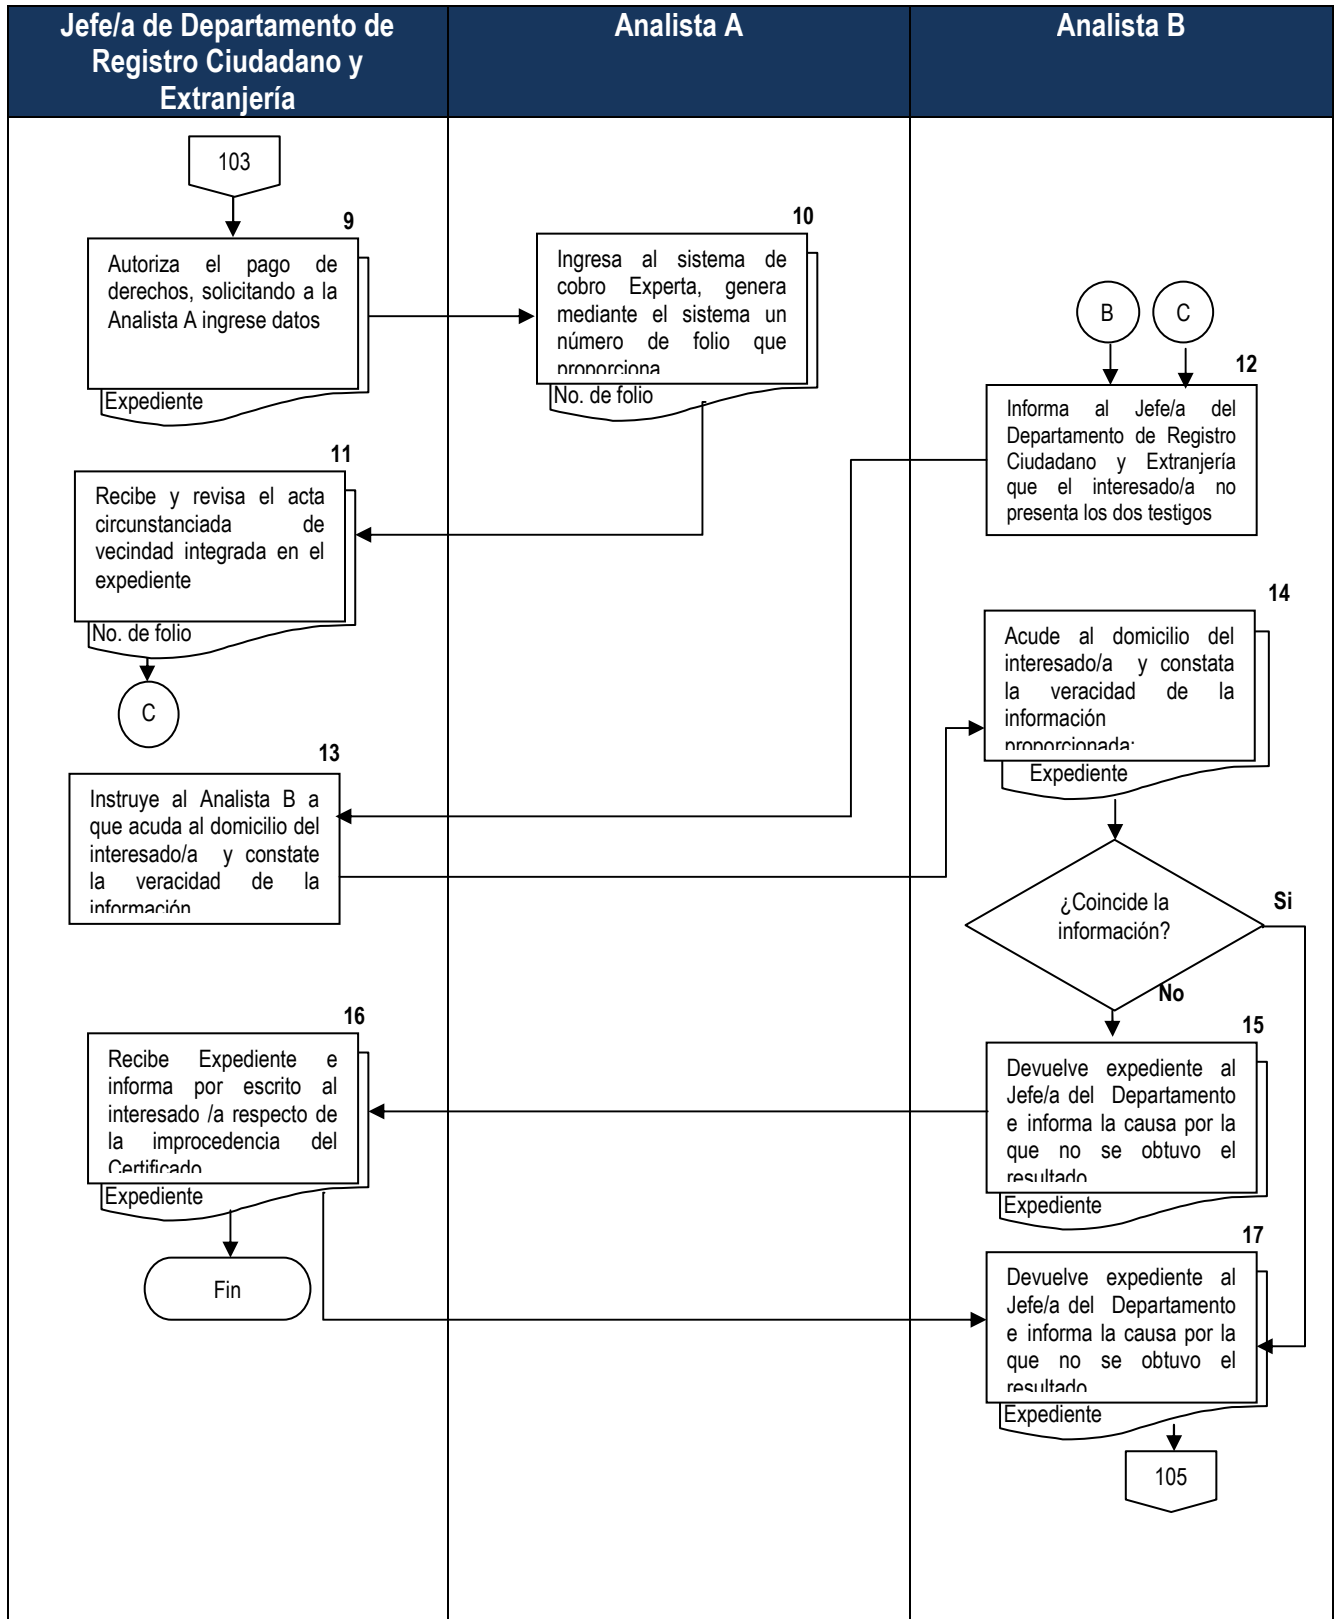 Jefe/a de Departamento de
Registro Ciudadano y
Extranjería
Analista A
Analista B
103
9
Autoriza el pago de
derechos, solicitando a la
Analista A ingrese datos
Expediente
10
Ingresa al sistema de
cobro Experta, genera
mediante el sistema un
número de folio que
proporciona
No. de folio
B
C
12
Informa al Jefe/a del
Departamento de Registro
Ciudadano y Extranjería
que el interesado/a no
presenta los dos testigos
11
Recibe y revisa el acta
circunstanciada de
vecindad integrada en el
expediente
No. de folio
C
14
Acude al domicilio del
interesado/a y constata
la veracidad de la
información
proporcionada:
Expediente
13
Instruye al Analista B a
que acuda al domicilio del
interesado/a y constate
la veracidad de la
información
¿Coincide la
información?
Si
No
16
Recibe Expediente e
informa por escrito al
interesado /a respecto de
la improcedencia del
Certificado
Expediente
Fin
15
Devuelve expediente al
Jefe/a del Departamento
e informa la causa por la
que no se obtuvo el
resultado
Expediente
17
Devuelve expediente al
Jefe/a del Departamento
e informa la causa por la
que no se obtuvo el
resultado
Expediente
105